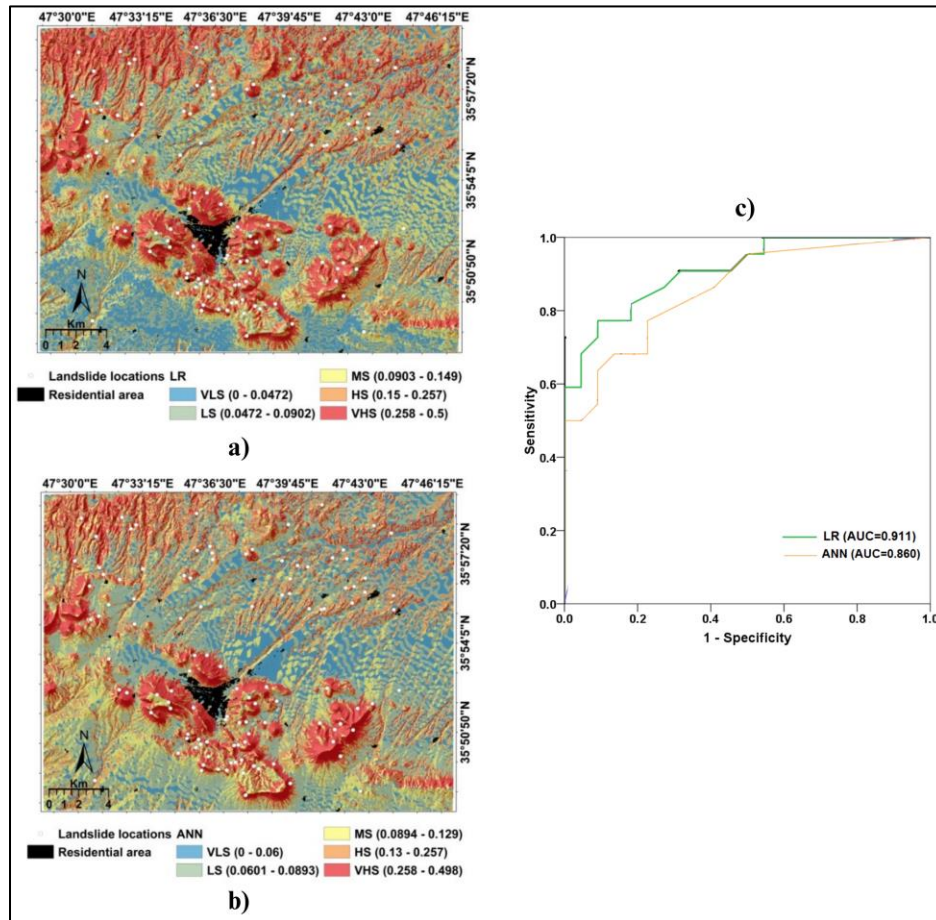 47°30'0"E 47°33'15"E 47°36'30"E 47°39'45"E 47°43'0"E 47°46'15"E
35°57'20"N
35°54'5"N
35°50'50"N
N
Km
0 1 2 4
Landslide locations LR
Residential area
VLS (0 - 0.0472)
LS (0.0472 - 0.0902)
MS (0.0903 - 0.149)
HS (0.15 - 0.257)
VHS (0.258 - 0.5)
a)
47°30'0"E 47°33'15"E 47°36'30"E 47°39'45"E 47°43'0"E 47°46'15"E
35°57'20"N
35°54'5"N
35°50'50"N
N
Km
0 1 2 4
Landslide locations ANN
Residential area
VLS (0 - 0.06)
LS (0.0601 - 0.0893)
MS (0.0894 - 0.129)
HS (0.13 - 0.257)
VHS (0.258 - 0.498)
b)
c)
1.0
0.8
0.6
0.4
0.2
0.0
Sensitivity
0.0 0.2 0.4 0.6 0.8 1.0
1 - Specificity
LR (AUC=0.911)
ANN (AUC=0.860)